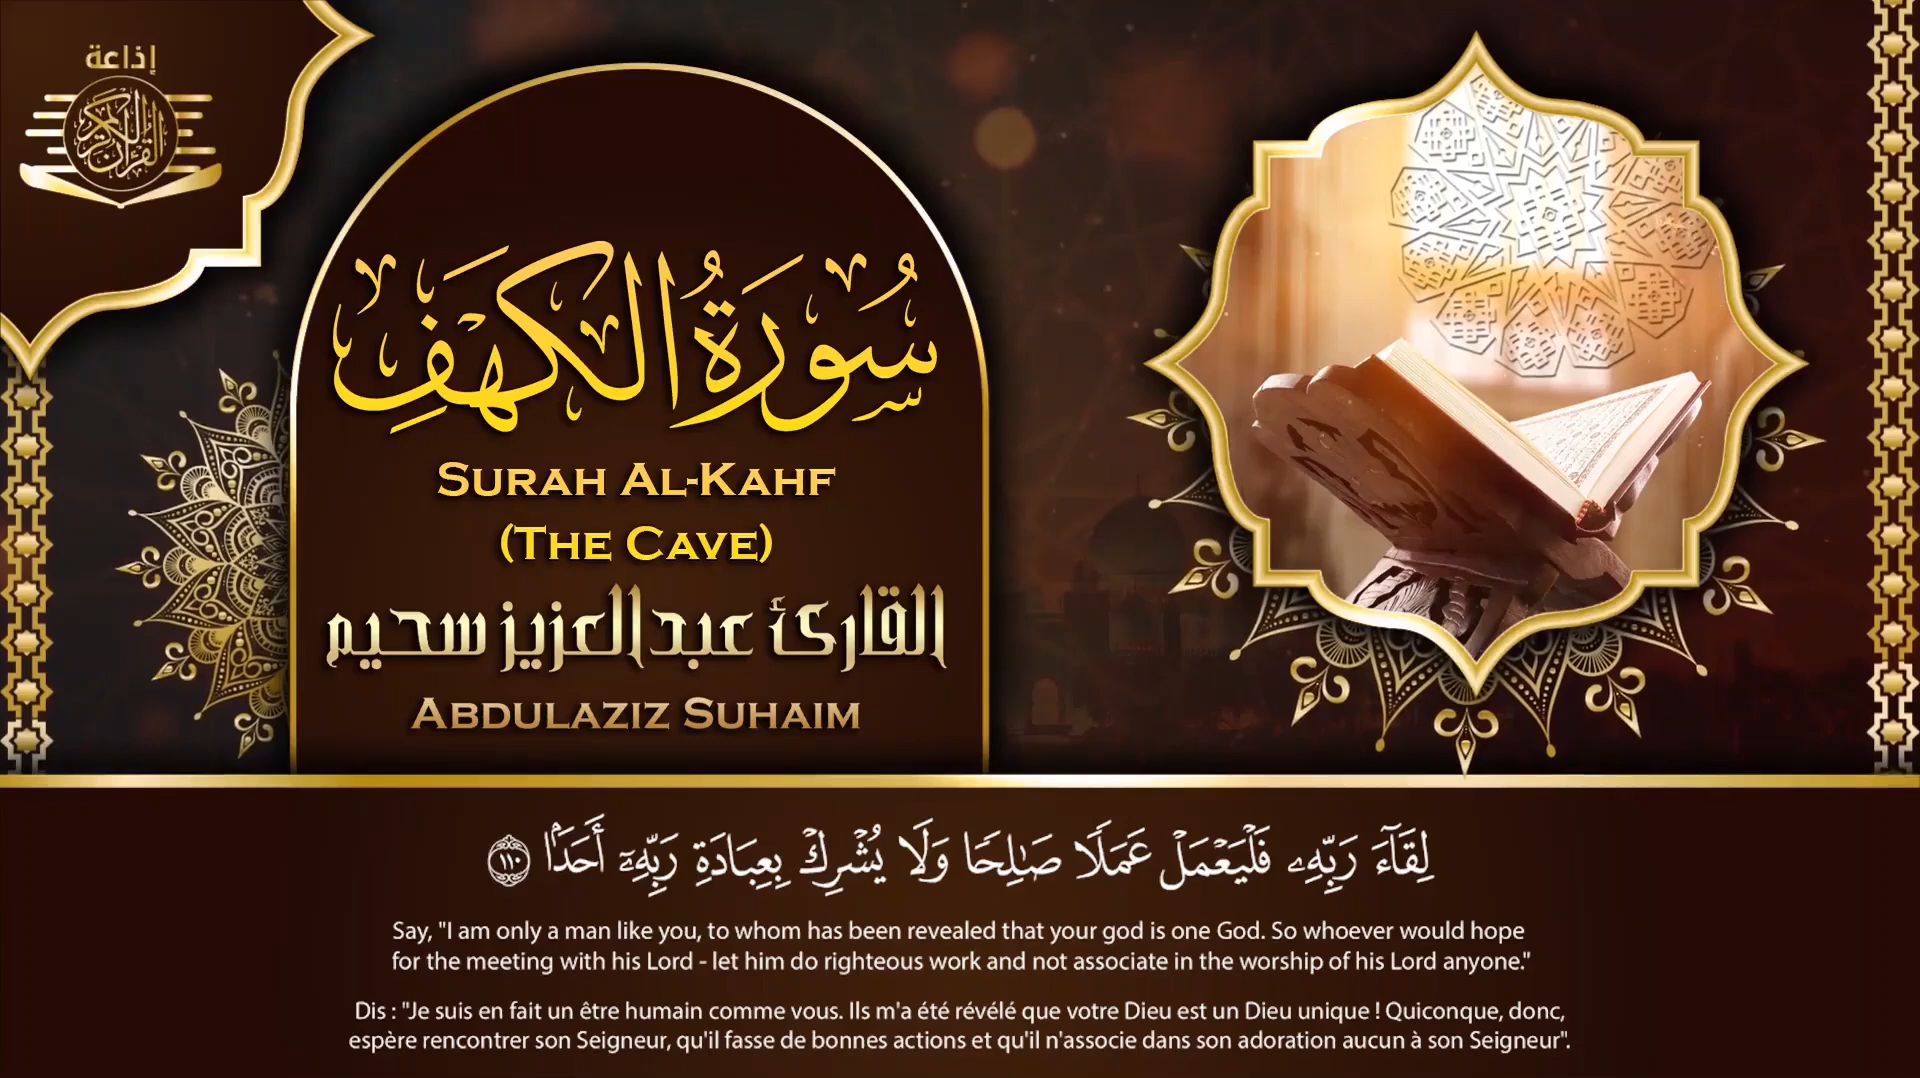 إذاعة
القرآن الكريم
سُورَةُ الكَهْفِ
SURAH AL-KAHF
(THE CAVE)
القارئ عبدالعزيز سحيم
ABDULAZIZ SUHAIM
لِقَآءَ رَبِّهِۦ فَلْيَعْمَلْ عَمَلًا صَٰلِحًا وَلَا يُشْرِكْ بِعِبَادَةِ رَبِّهِۦٓ أَحَدًۢا ١١٠
Say, "I am only a man like you, to whom has been revealed that your god is one God. So whoever would hope
for the meeting with his Lord - let him do righteous work and not associate in the worship of his Lord anyone."
Dis : "Je suis en fait un être humain comme vous. Ils m'a été révélé que votre Dieu est un Dieu unique ! Quiconque, donc,
espère rencontrer son Seigneur, qu'il fasse de bonnes actions et qu'il n'associe dans son adoration aucun à son Seigneur".